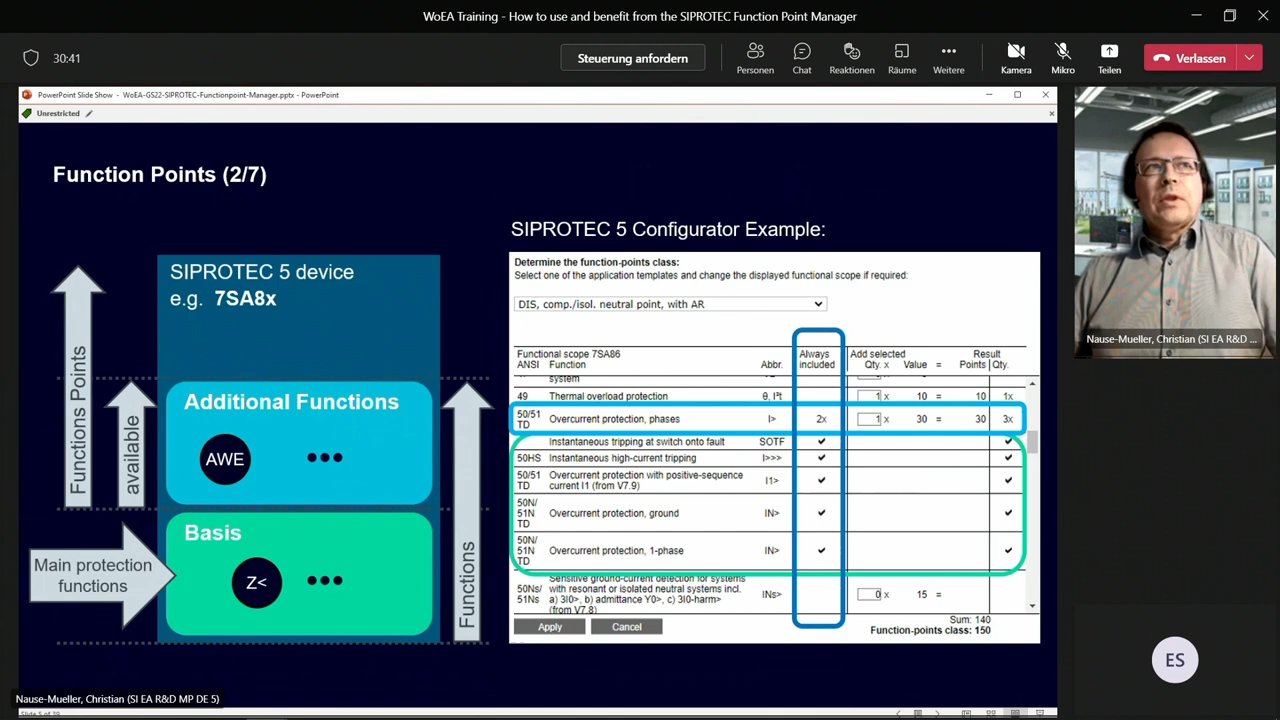 WoEA Training - How to use and benefit from the SIPROTEC Function Point Manager
30:41
Steuerung anfordern
Personen
Chat
Reaktionen
Räume
Weitere
Kamera
Mikro
Teilen
Verlassen
PowerPoint Slide Show - WoEA-GS22-SIPROTEC-Functionpoint-Manager.pptx - PowerPoint
Unrestricted
Function Points (2/7)
SIPROTEC 5 device
e.g. 7SA8x
Functions Points
available
Additional Functions
AWE
Basis
Z<
Main protection
functions
Functions
SIPROTEC 5 Configurator Example:
Determine the function-points class:
Select one of the application templates and change the displayed functional scope if required:
DIS, comp./isol. neutral point, with AR
Functional scope 7SA86 Always Add selected Result
ANSI Function Abbr. included Qty. x Value = Points Qty.
system
49 Thermal overload protection θ, I²t 1 x 10 = 10 1x
50/51
TD Overcurrent protection, phases I> 2x 1 x 30 = 30 3x
Instantaneous tripping at switch onto fault SOTF ✔ ✔
50HS Instantaneous high-current tripping I>>> ✔ ✔
50/51 Overcurrent protection with positive-sequence
TD current I1 (from V7.9) I1> ✔ ✔
50N/
51N Overcurrent protection, ground IN> ✔ ✔
TD
50N/
51N Overcurrent protection, 1-phase IN> ✔ ✔
TD
Sensitive ground-current detection for systems
50Ns/ with resonant or isolated neutral systems incl.
51Ns a) 3I0>, b) admittance Y0>, c) 3I0-harm> INs> 0 x 15 =
(from V7.8)
Apply
Cancel
Sum: 140
Function-points class: 150
Nause-Mueller, Christian (SI EA R&D ...
ES
Nause-Mueller, Christian (SI EA R&D MP DE 5)
Slide 5 of 39